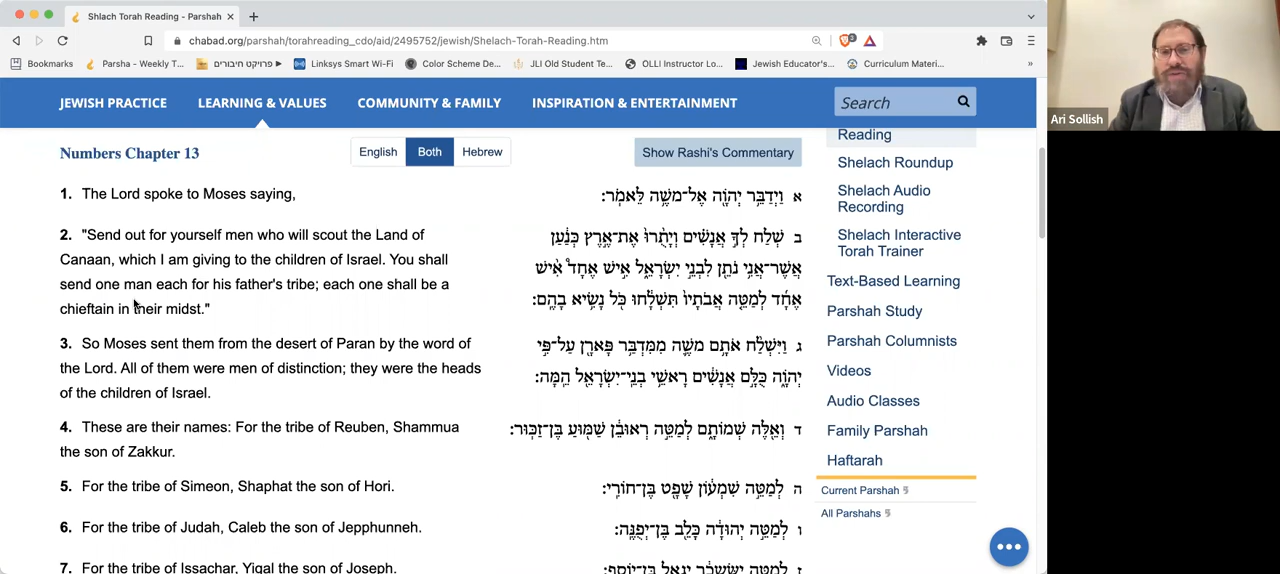 Shlach Torah Reading - Parshah
chabad.org/parshah/torahreading_cdo/aid/2495752/jewish/Shelach-Torah-Reading.htm
Bookmarks Parsha - Weekly T... פרויקט חיבורים Linksys Smart Wi-Fi Color Scheme De... JLI Old Student Te... OLLI Instructor Lo... Jewish Educator's... Curriculum Materi...
JEWISH PRACTICE LEARNING & VALUES COMMUNITY & FAMILY INSPIRATION & ENTERTAINMENT Search
Ari Sollish
Numbers Chapter 13 English Both Hebrew Show Rashi's Commentary
1. The Lord spoke to Moses saying,
א וַיְדַבֵּ֥ר יְהֹוָ֖ה אֶל־משֶׁ֥ה לֵּאמֹֽר:
2. "Send out for yourself men who will scout the Land of
Canaan, which I am giving to the children of Israel. You shall
send one man each for his father's tribe; each one shall be a
chieftain in their midst."
ב שְׁלַח־לְךָ֣ אֲנָשִׁ֗ים וְיָתֻ֨רוּ֙ אֶת־אֶ֣רֶץ כְּנַ֔עַן
אֲשֶׁר־אֲנִ֥י נֹתֵ֖ן לִבְנֵ֣י יִשְׂרָאֵ֑ל אִ֣ישׁ אֶחָד֩ אִ֨ישׁ
אֶחָ֜ד לְמַטֵּ֤ה אֲבֹתָיו֙ תִּשְׁלָ֔חוּ כֹּ֖ל נָשִׂ֥יא בָהֶֽם:
3. So Moses sent them from the desert of Paran by the word of
the Lord. All of them were men of distinction; they were the heads
of the children of Israel.
ג וַיִּשְׁלַ֨ח אֹתָ֥ם משֶׁ֛ה מִמִּדְבַּ֥ר פָּארָ֖ן עַל־פִּ֣י
יְהֹוָ֑ה כֻּלָּ֣ם אֲנָשִׁ֔ים רָאשֵׁ֥י בְנֵֽי־יִשְׂרָאֵ֖ל הֵֽמָּה:
4. These are their names: For the tribe of Reuben, Shammua
the son of Zakkur.
ד וְאֵ֖לֶּה שְׁמוֹתָ֑ם לְמַטֵּ֣ה רְאוּבֵ֔ן שַׁמּ֖וּעַ בֶּן־זַכּֽוּר:
5. For the tribe of Simeon, Shaphat the son of Hori.
ה לְמַטֵּ֣ה שִׁמְע֔וֹן שָׁפָ֖ט בֶּן־חוֹרִֽי:
6. For the tribe of Judah, Caleb the son of Jepphunneh.
ו לְמַטֵּ֣ה יְהוּדָ֔ה כָּלֵ֖ב בֶּן־יְפֻנֶּֽה:
7. For the tribe of Issachar, Yigal the son of Joseph.
ז לְמַטֵּ֣ה יִשָּׂשכָ֔ר יִגְאָ֖ל בֶּן־יוֹסֵֽף:
Reading
Shelach Roundup
Shelach Audio
Recording
Shelach Interactive
Torah Trainer
Text-Based Learning
Parshah Study
Parshah Columnists
Videos
Audio Classes
Family Parshah
Haftarah
Current Parshah
All Parshahs